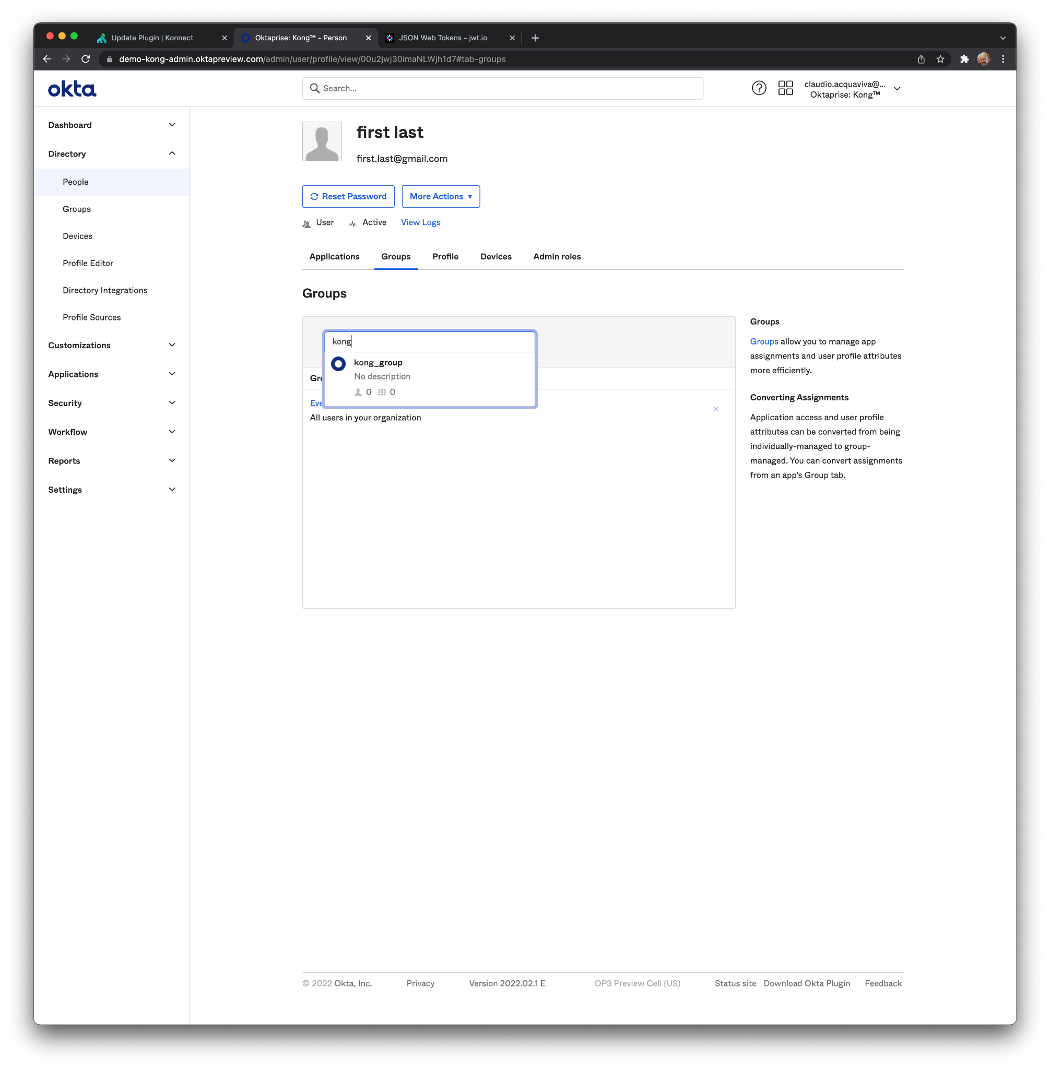 Update Plugin | Konnect
Oktaprise: Kong™ - Person
JSON Web Tokens - jwt.io
demo-kong-admin.oktapreview.com/admin/user/profile/view/00u2jwj30imaNLWjh1d7#tab-groups
okta
Search...
claudio.acquaviva@...
Oktaprise: Kong™
Dashboard
Directory
People
Groups
Devices
Profile Editor
Directory Integrations
Profile Sources
Customizations
Applications
Security
Workflow
Reports
Settings
first last
first.last@gmail.com
Reset Password
More Actions
User
Active
View Logs
Applications
Groups
Profile
Devices
Admin roles
Groups
kong
kong_group
No description
0
0
All users in your organization
Groups
Groups allow you to manage app
assignments and user profile attributes
more efficiently.
Converting Assignments
Application access and user profile
attributes can be converted from being
individually-managed to group-
managed. You can convert assignments
from an app's Group tab.
© 2022 Okta, Inc.
Privacy
Version 2022.02.1 E
OP3 Preview Cell (US)
Status site
Download Okta Plugin
Feedback